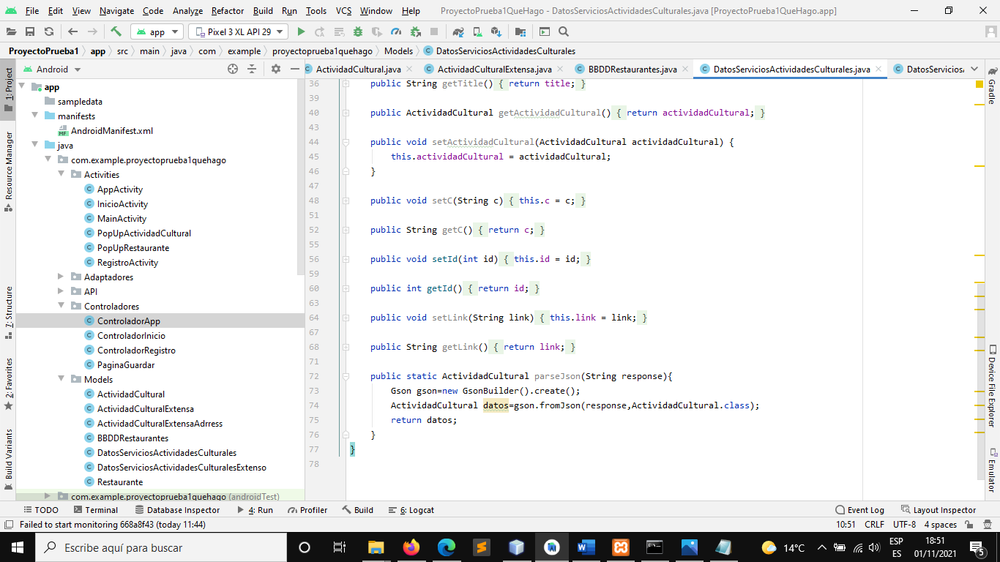 File Edit View Navigate Code Analyze Refactor Build Run Tools VCS Window Help ProyectoPrueba1QueHago - DatosServiciosActividadesCulturales.java [ProyectoPrueba1QueHago.app]
app Pixel 3 XL API 29
ProyectoPrueba1 app src main java com example proyectoprueba1quehago Models DatosServiciosActividadesCulturales
Android
ActividadCultural.java ActividadCulturalExtensa.java BBDDRestaurantes.java DatosServiciosActividadesCulturales.java DatosServicios
1: Project
Resource Manager
7: Structure
2: Favorites
Build Variants
app
sampledata
manifests
AndroidManifest.xml
java
com.example.proyectoprueba1quehago
Activities
AppActivity
InicioActivity
MainActivity
PopUpActividadCultural
PopUpRestaurante
RegistroActivity
Adaptadores
API
Controladores
ControladorApp
ControladorInicio
ControladorRegistro
PaginaGuardar
Models
ActividadCultural
ActividadCulturalExtensa
ActividadCulturalExtensaAdrress
BBDDRestaurantes
DatosServiciosActividadesCulturales
DatosServiciosActividadesCulturalesExtenso
Restaurante
com.example.proyectoprueba1quehago (androidTest)
36 public String getTitle() { return title; }
39
40 public ActividadCultural getActividadCultural() { return actividadCultural; }
43
44 public void setActividadCultural(ActividadCultural actividadCultural) {
45 this.actividadCultural = actividadCultural;
46 }
47
48 public void setC(String c) { this.c = c; }
51
52 public String getC() { return c; }
55
56 public void setId(int id) { this.id = id; }
59
60 public int getId() { return id; }
63
64 public void setLink(String link) { this.link = link; }
67
68 public String getLink() { return link; }
71
72 public static ActividadCultural parseJson(String response){
73 Gson gson=new GsonBuilder().create();
74 ActividadCultural datos=gson.fromJson(response,ActividadCultural.class);
75 return datos;
76 }
77 }
78
Gradle
Device File Explorer
Emulator
TODO Terminal Database Inspector 4: Run Profiler Build 6: Logcat Event Log Layout Inspector
Failed to start monitoring 668a8f43 (today 11:44) 10:51 CRLF UTF-8 4 spaces
Escribe aquí para buscar 14°C ESP 18:51
ES 01/11/2021 5